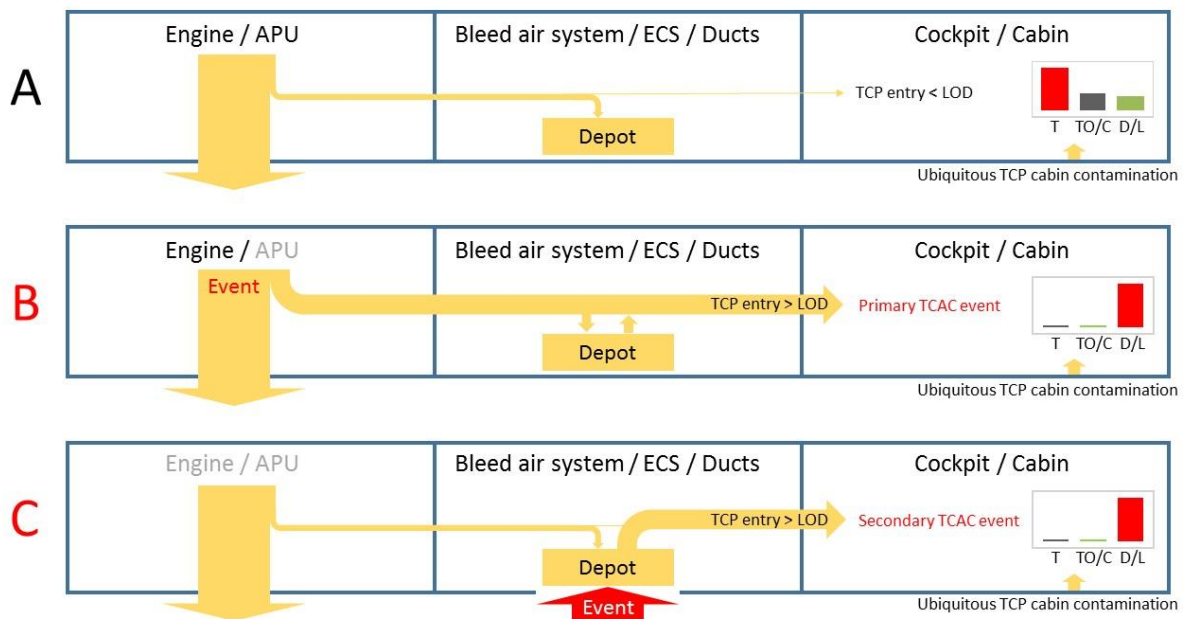 A
Engine / APU
Bleed air system / ECS / Ducts
Cockpit / Cabin
TCP entry < LOD
Depot
T TO/C D/L
Ubiquitous TCP cabin contamination
B
Engine / APU
Bleed air system / ECS / Ducts
Cockpit / Cabin
Event
TCP entry > LOD
Primary TCAC event
Depot
T TO/C D/L
Ubiquitous TCP cabin contamination
C
Engine / APU
Bleed air system / ECS / Ducts
Cockpit / Cabin
TCP entry > LOD
Secondary TCAC event
Depot
T TO/C D/L
Event
Ubiquitous TCP cabin contamination